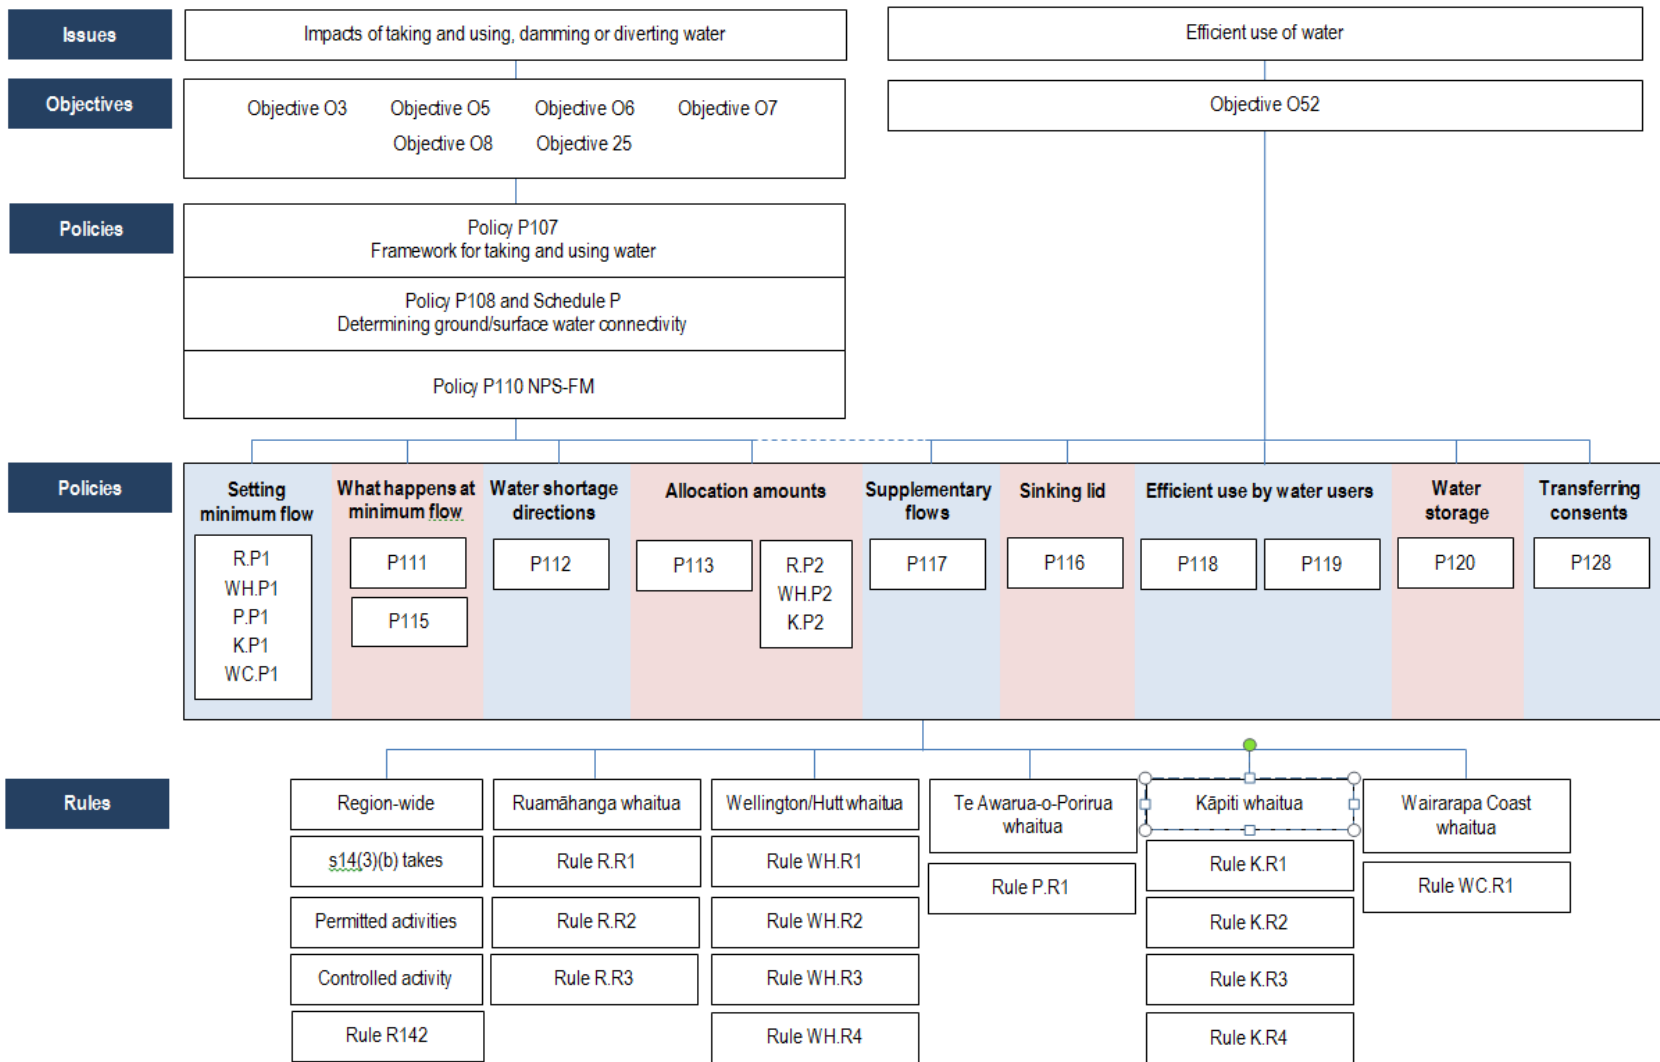 Issues
Impacts of taking and using, damming or diverting water
Efficient use of water
Objectives
Objective O3
Objective O5
Objective O6
Objective O7
Objective O8
Objective 25
Objective O52
Policies
Policy P107
Framework for taking and using water
Policy P108 and Schedule P
Determining ground/surface water connectivity
Policy P110 NPS-FM
Policies
Setting
minimum flow
R.P1
WH.P1
P.P1
K.P1
WC.P1
What happens at
minimum flow
P111
P115
Water shortage
directions
P112
Allocation amounts
P113
R.P2
WH.P2
K.P2
Supplementary
flows
P117
Sinking lid
P116
Efficient use by water users
P118
P119
Water
storage
P120
Transferring
consents
P128
Rules
Region-wide
s14(3)(b) takes
Permitted activities
Controlled activity
Rule R142
Ruamāhanga whaitua
Rule R.R1
Rule R.R2
Rule R.R3
Wellington/Hutt whaitua
Rule WH.R1
Rule WH.R2
Rule WH.R3
Rule WH.R4
Te Awarua-o-Porirua
whaitua
Rule P.R1
Kāpiti whaitua
Rule K.R1
Rule K.R2
Rule K.R3
Rule K.R4
Wairarapa Coast
whaitua
Rule WC.R1